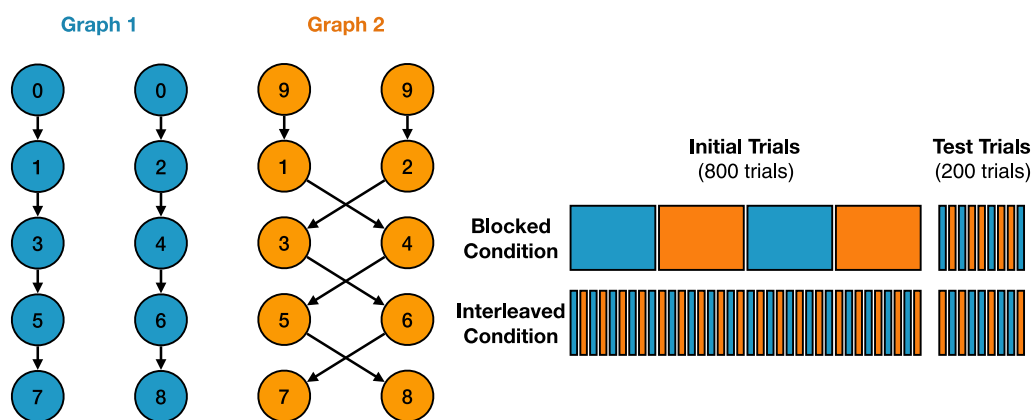 Graph 1
Graph 2
0 0 9 9
1 2 1 2
3 4 3 4
5 6 5 6
7 8 7 8
Initial Trials
(800 trials)
Test Trials
(200 trials)
Blocked
Condition
Interleaved
Condition